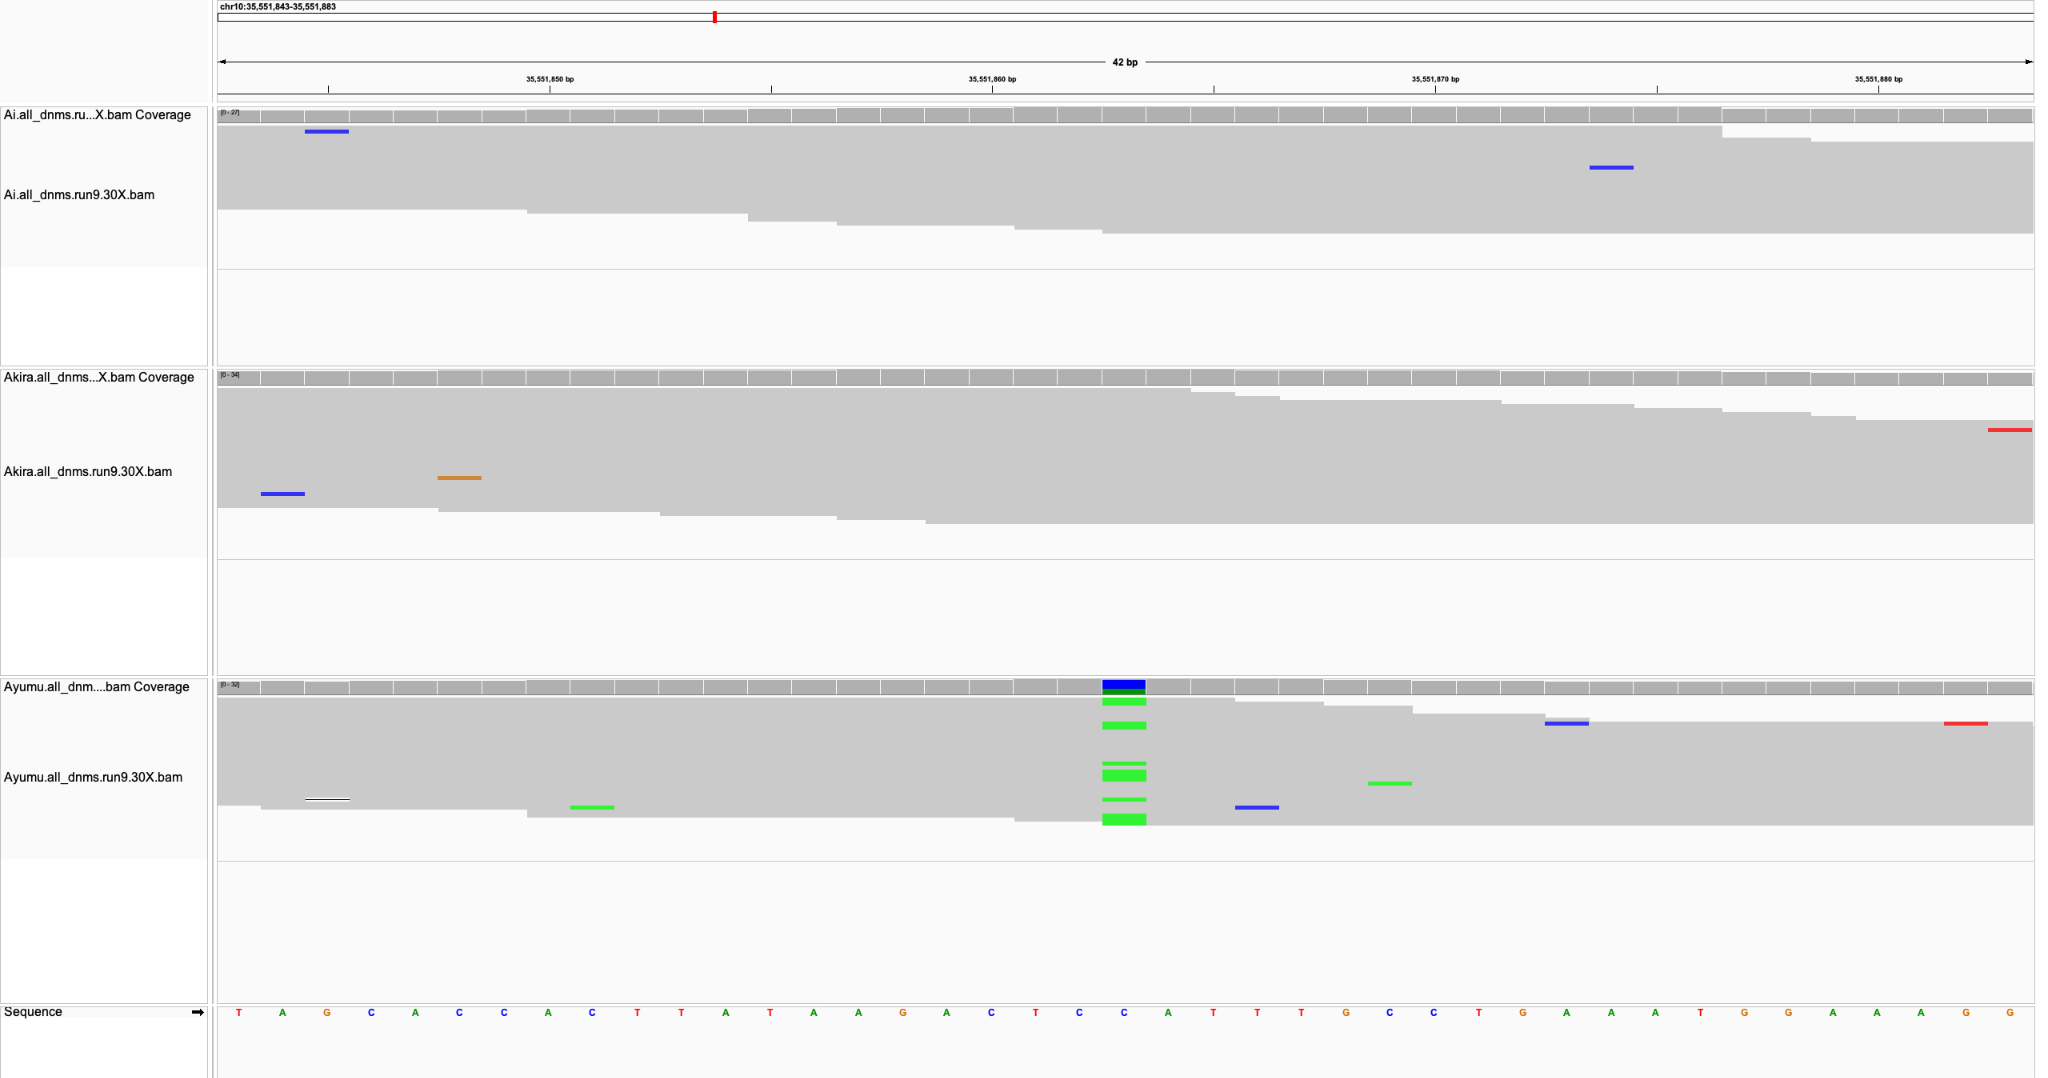 chr10:35,551,843-35,551,883
42 bp
35,551,850 bp 35,551,860 bp 35,551,870 bp 35,551,880 bp
Ai.all_dnms.ru...X.bam Coverage
[0 - 27]
Ai.all_dnms.run9.30X.bam
Akira.all_dnms...X.bam Coverage
[0 - 34]
Akira.all_dnms.run9.30X.bam
Ayumu.all_dnm....bam Coverage
[0 - 32]
Ayumu.all_dnms.run9.30X.bam
Sequence T A G C A C C A C T T A T A A G A C T C C A T T T G C C T G A A A T G G A A A G G